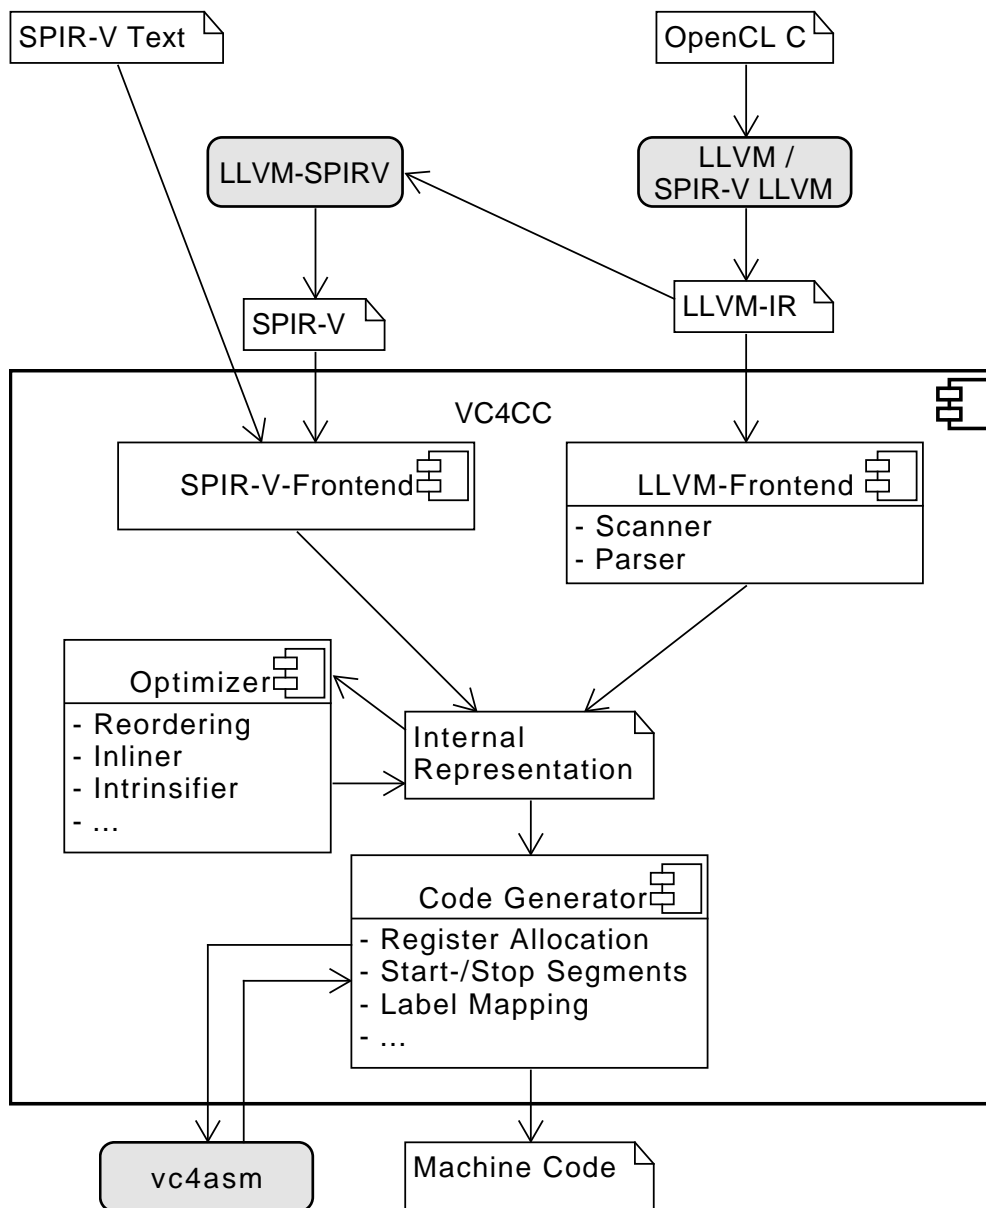 SPIR-V Text
OpenCL C
LLVM-SPIRV
LLVM /
SPIR-V LLVM
SPIR-V
LLVM-IR
VC4CC
SPIR-V-Frontend
LLVM-Frontend
- Scanner
- Parser
Optimizer
- Reordering
- Inliner
- Intrinsifier
- ...
Internal
Representation
Code Generator
- Register Allocation
- Start-/Stop Segments
- Label Mapping
- ...
vc4asm
Machine Code